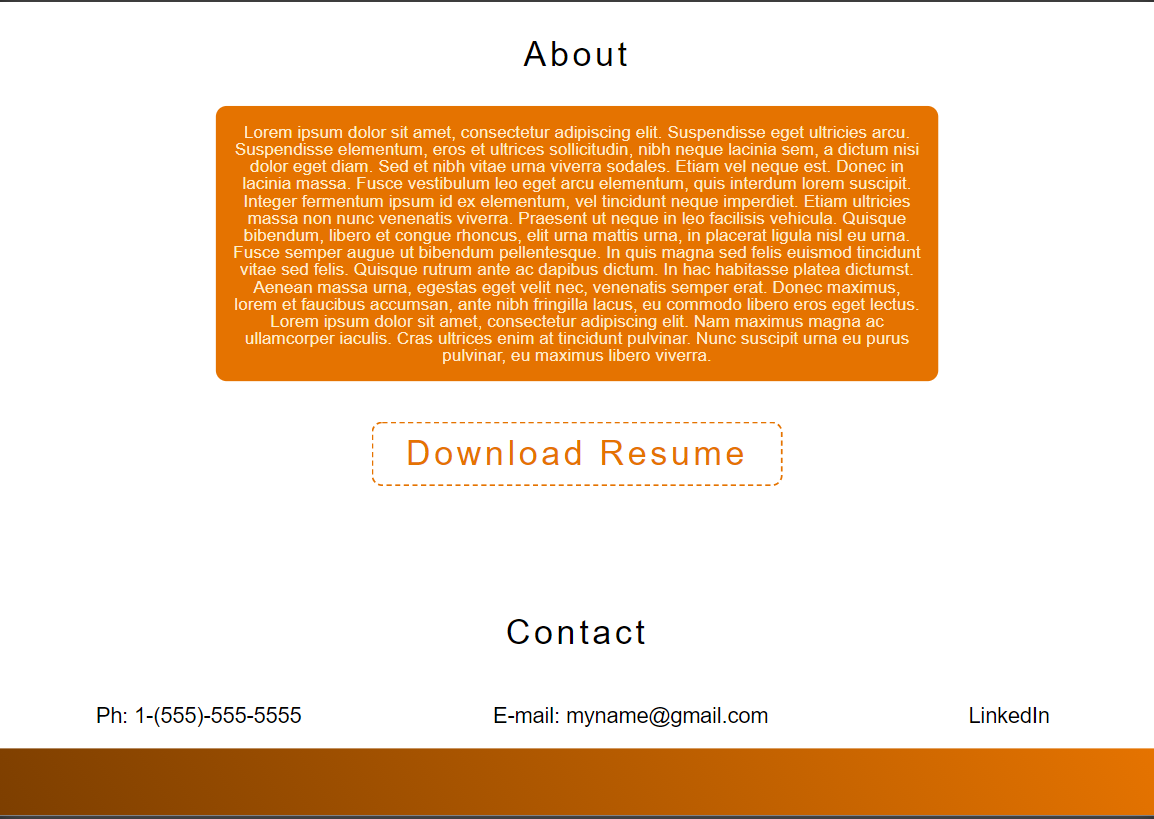 About
Lorem ipsum dolor sit amet, consectetur adipiscing elit. Suspendisse eget ultricies arcu.
Suspendisse elementum, eros et ultrices sollicitudin, nibh neque lacinia sem, a dictum nisi
dolor eget diam. Sed et nibh vitae urna viverra sodales. Etiam vel neque est. Donec in
lacinia massa. Fusce vestibulum leo eget arcu elementum, quis interdum lorem suscipit.
Integer fermentum ipsum id ex elementum, vel tincidunt neque imperdiet. Etiam ultricies
massa non nunc venenatis viverra. Praesent ut neque in leo facilisis vehicula. Quisque
bibendum, libero et congue rhoncus, elit urna mattis urna, in placerat ligula nisl eu urna.
Fusce semper augue ut bibendum pellentesque. In quis magna sed felis euismod tincidunt
vitae sed felis. Quisque rutrum ante ac dapibus dictum. In hac habitasse platea dictumst.
Aenean massa urna, egestas eget velit nec, venenatis semper erat. Donec maximus,
lorem et faucibus accumsan, ante nibh fringilla lacus, eu commodo libero eros eget lectus.
Lorem ipsum dolor sit amet, consectetur adipiscing elit. Nam maximus magna ac
ullamcorper iaculis. Cras ultrices enim at tincidunt pulvinar. Nunc suscipit urna eu purus
pulvinar, eu maximus libero viverra.
Download Resume
Contact
Ph: 1-(555)-555-5555
E-mail: myname@gmail.com
LinkedIn